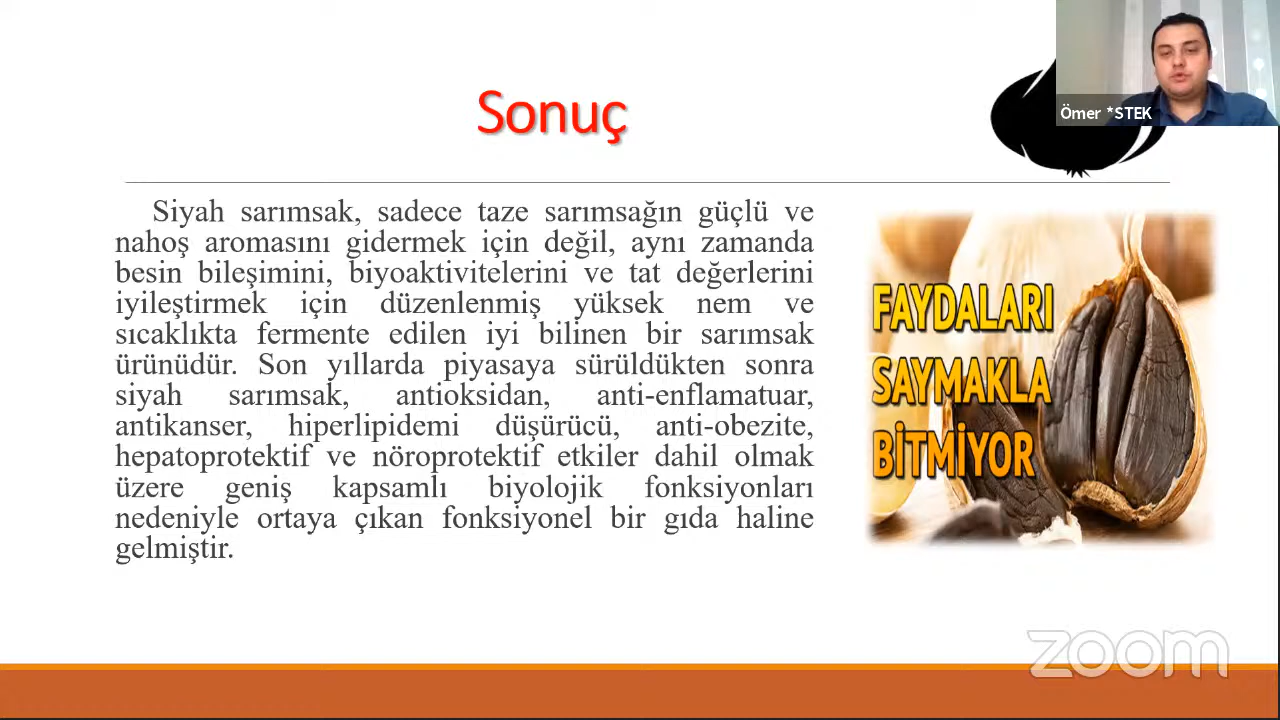 Sonuç
Ömer *STEK
Siyah sarımsak, sadece taze sarımsağın güçlü ve
nahoş aromasını gidermek için değil, aynı zamanda
besin bileşimini, biyoaktivitelerini ve tat değerlerini
iyileştirmek için düzenlenmiş yüksek nem ve
sıcaklıkta fermente edilen iyi bilinen bir sarımsak
ürünüdür. Son yıllarda piyasaya sürüldükten sonra
siyah sarımsak, antioksidan, anti-enflamatuar,
antikanser, hiperlipidemi düşürücü, anti-obezite,
hepatoprotektif ve nöroprotektif etkiler dahil olmak
üzere geniş kapsamlı biyolojik fonksiyonları
nedeniyle ortaya çıkan fonksiyonel bir gıda haline
gelmiştir.
FAYDALARI
SAYMAKLA
BİTMİYOR
zoom